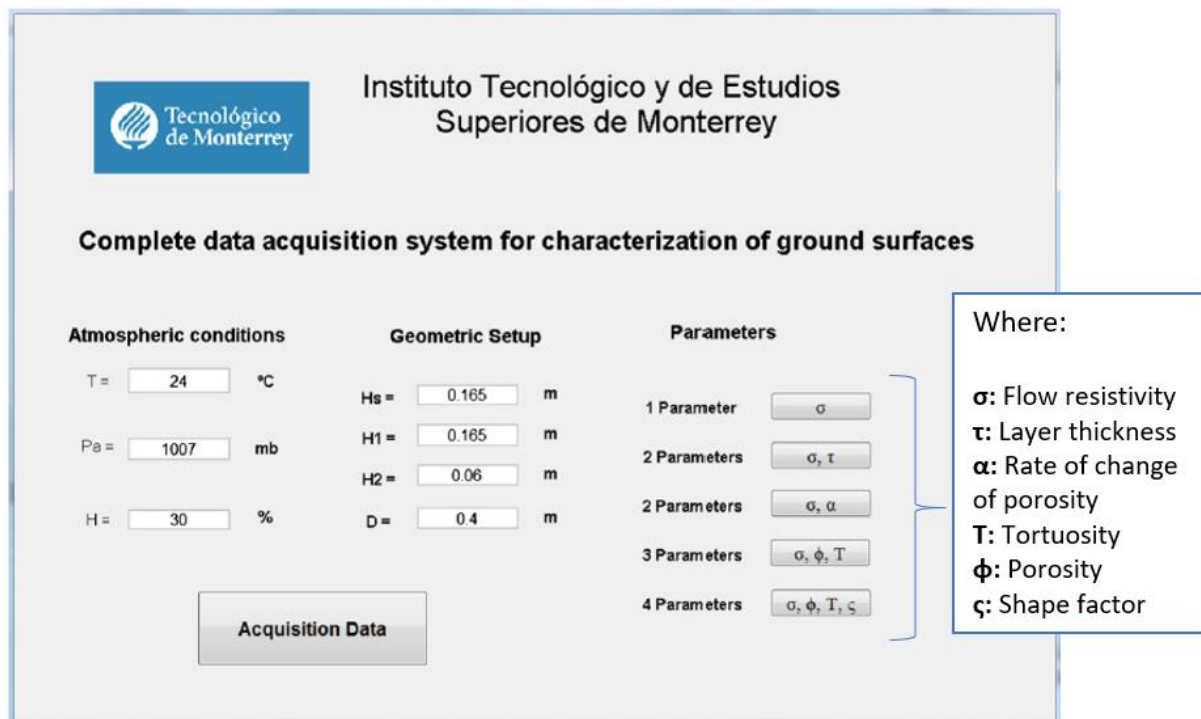 Tecnológico
de Monterrey
Instituto Tecnológico y de Estudios
Superiores de Monterrey
Complete data acquisition system for characterization of ground surfaces
Atmospheric conditions
T = 24 ºC
Pa = 1007 mb
H = 30 %
Acquisition Data
Geometric Setup
Hs = 0.165 m
H1 = 0.165 m
H2 = 0.06 m
D = 0.4 m
Parameters
1 Parameter σ
2 Parameters σ, τ
2 Parameters σ, α
3 Parameters σ, ϕ, T
4 Parameters σ, ϕ, T, ς
Where:
σ: Flow resistivity
τ: Layer thickness
α: Rate of change
of porosity
T: Tortuosity
ϕ: Porosity
ς: Shape factor